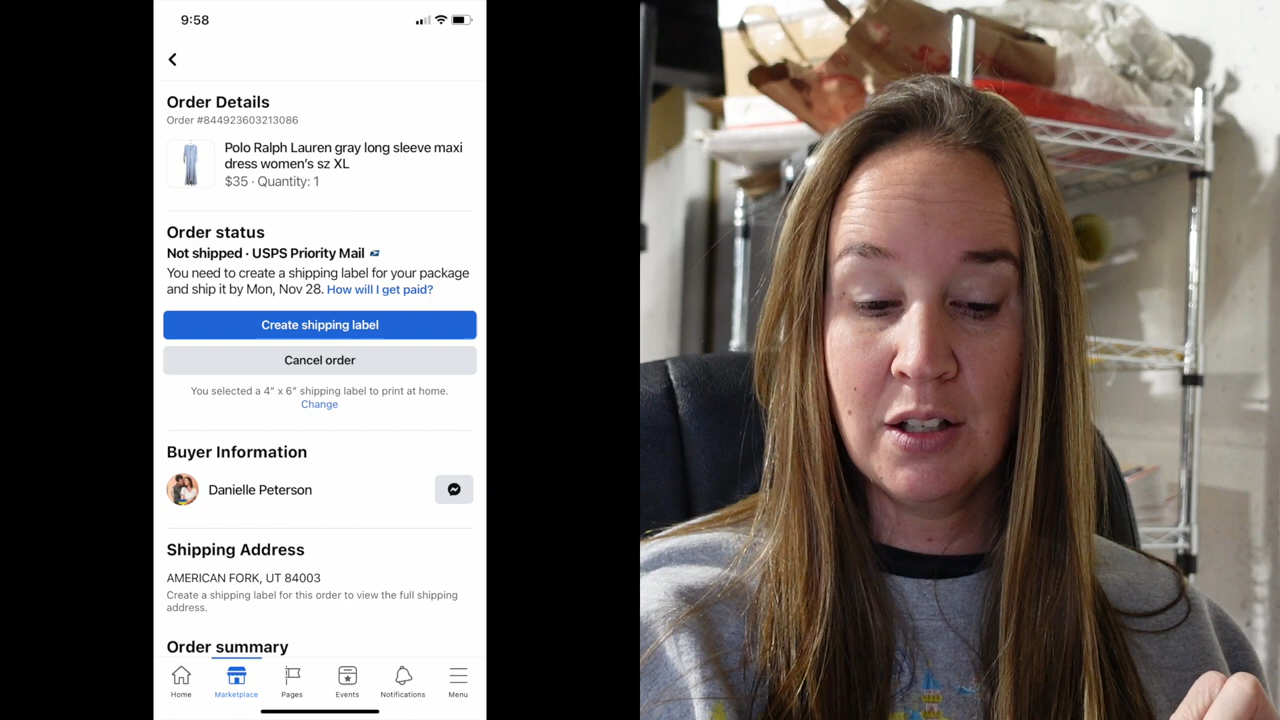 9:58
Order Details
Order #844923603213086
Polo Ralph Lauren gray long sleeve maxi
dress women's sz XL
$35 · Quantity: 1
Order status
Not shipped · USPS Priority Mail
You need to create a shipping label for your package
and ship it by Mon, Nov 28. How will I get paid?
Create shipping label
Cancel order
You selected a 4" x 6" shipping label to print at home.
Change
Buyer Information
Danielle Peterson
Shipping Address
AMERICAN FORK, UT 84003
Create a shipping label for this order to view the full shipping
address.
Order summary
Home
Marketplace
Pages
Events
Notifications
Menu